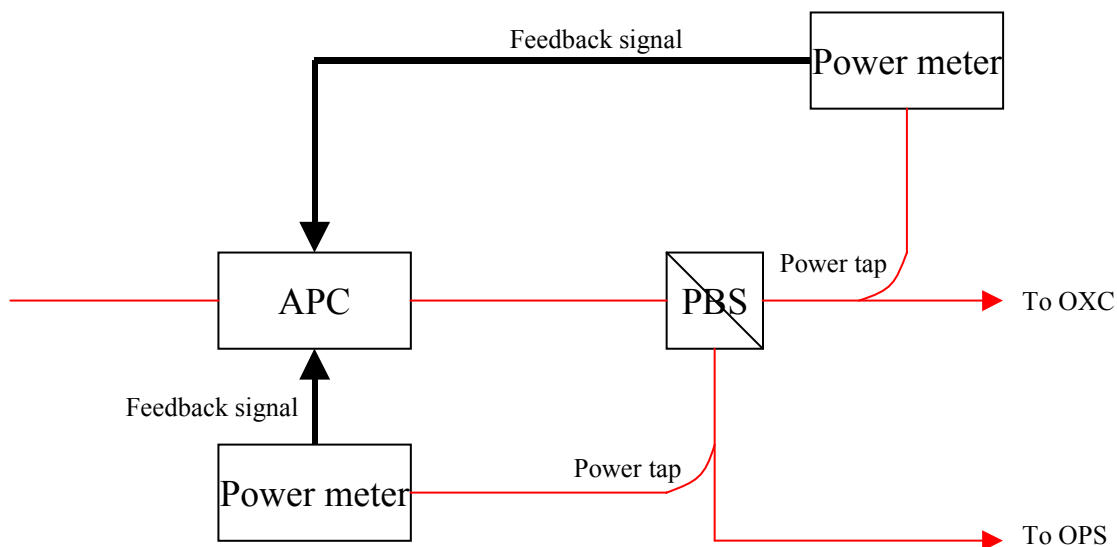 Feedback signal
Power meter
Power tap
APC
PBS
To OXC
Feedback signal
Power tap
Power meter
To OPS